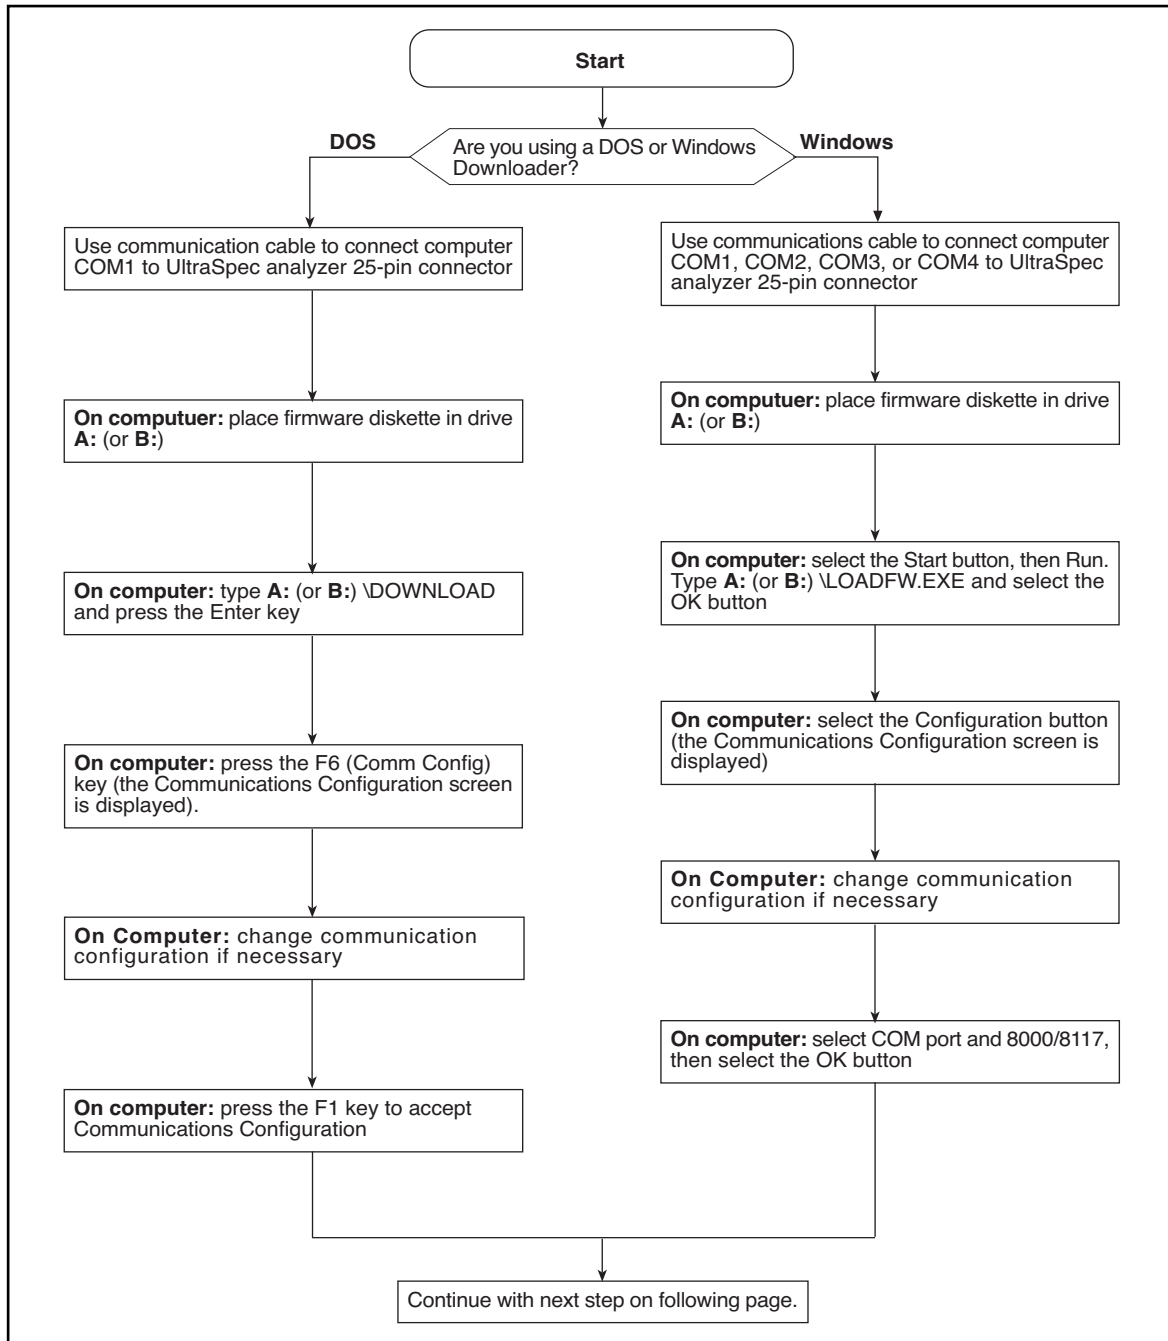 Start
Are you using a DOS or Windows
Downloader?
DOS
Windows
Use communication cable to connect computer
COM1 to UltraSpec analyzer 25-pin connector
On computuer: place firmware diskette in drive
A: (or B:)
On computer: type A: (or B:) \DOWNLOAD
and press the Enter key
On computer: press the F6 (Comm Config)
key (the Communications Configuration screen
is displayed).
On Computer: change communication
configuration if necessary
On computer: press the F1 key to accept
Communications Configuration
Use communications cable to connect computer
COM1, COM2, COM3, or COM4 to UltraSpec
analyzer 25-pin connector
On computuer: place firmware diskette in drive
A: (or B:)
On computer: select the Start button, then Run.
Type A: (or B:) \LOADFW.EXE and select the
OK button
On computer: select the Configuration button
(the Communications Configuration screen is
displayed)
On Computer: change communication
configuration if necessary
On computer: select COM port and 8000/8117,
then select the OK button
Continue with next step on following page.